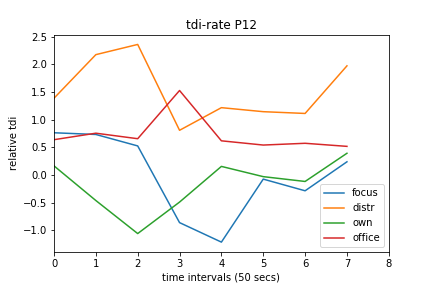 tdi-rate P12
relative tdi
2.5
2.0
1.5
1.0
0.5
0.0
−0.5
−1.0
0 1 2 3 4 5 6 7 8
time intervals (50 secs)
focus
distr
own
office